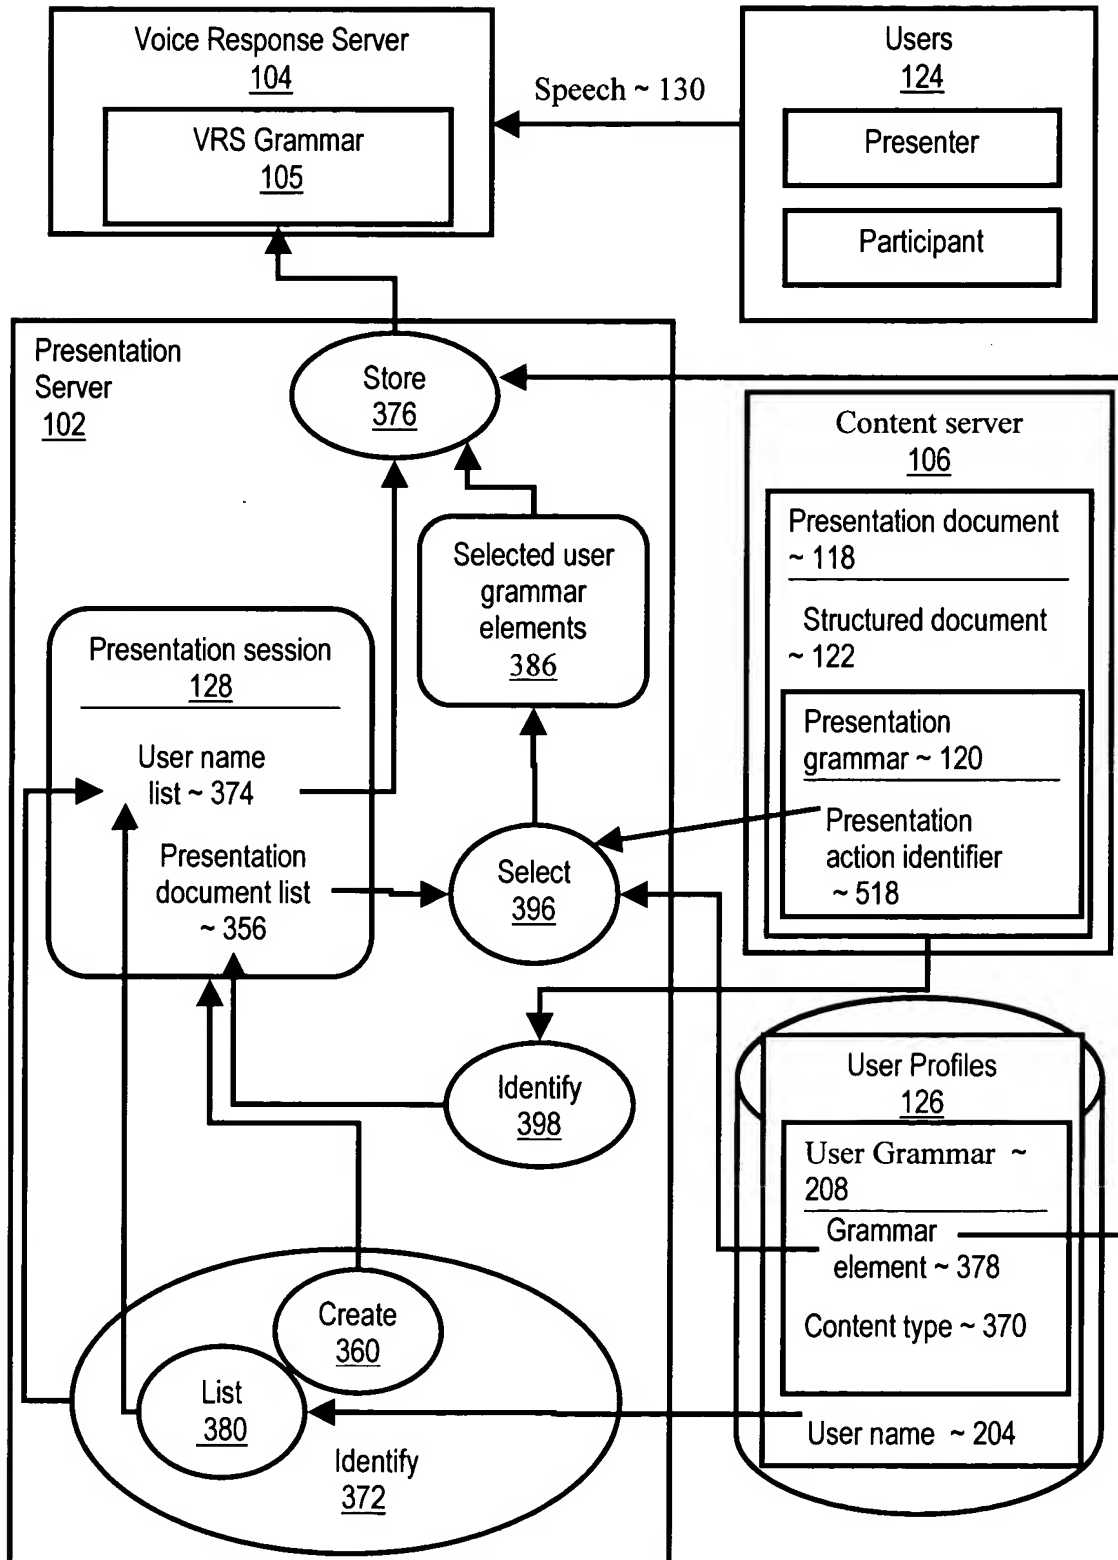 Voice Response Server
104
VRS Grammar
105
Speech ~ 130
Users
124
Presenter
Participant
Presentation
Server
102
Store
376
Selected user
grammar
elements
386
Presentation session
128
User name
list ~ 374
Presentation
document list
~ 356
Select
396
Identify
398
Create
360
List
380
Identify
372
Content server
106
Presentation document
~ 118
Structured document
~ 122
Presentation
grammar ~ 120
Presentation
action identifier
~ 518
User Profiles
126
User Grammar ~
208
Grammar
element ~ 378
Content type ~ 370
User name ~ 204